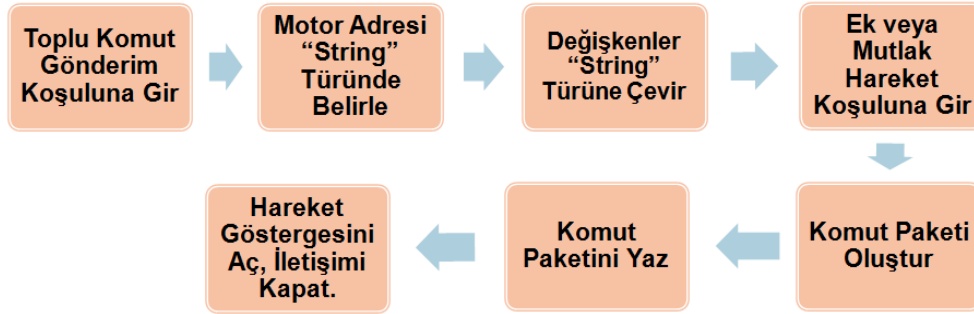 Toplu Komut
Gönderim
Koşuluna Gir
Motor Adresi
“String”
Türünde
Belirle
Değişkenler
“String”
Türüne Çevir
Ek veya
Mutlak
Hareket
Koşuluna Gir
Komut Paketi
Oluştur
Komut
Paketini Yaz
Hareket
Göstergesini
Aç, İletişimi
Kapat.